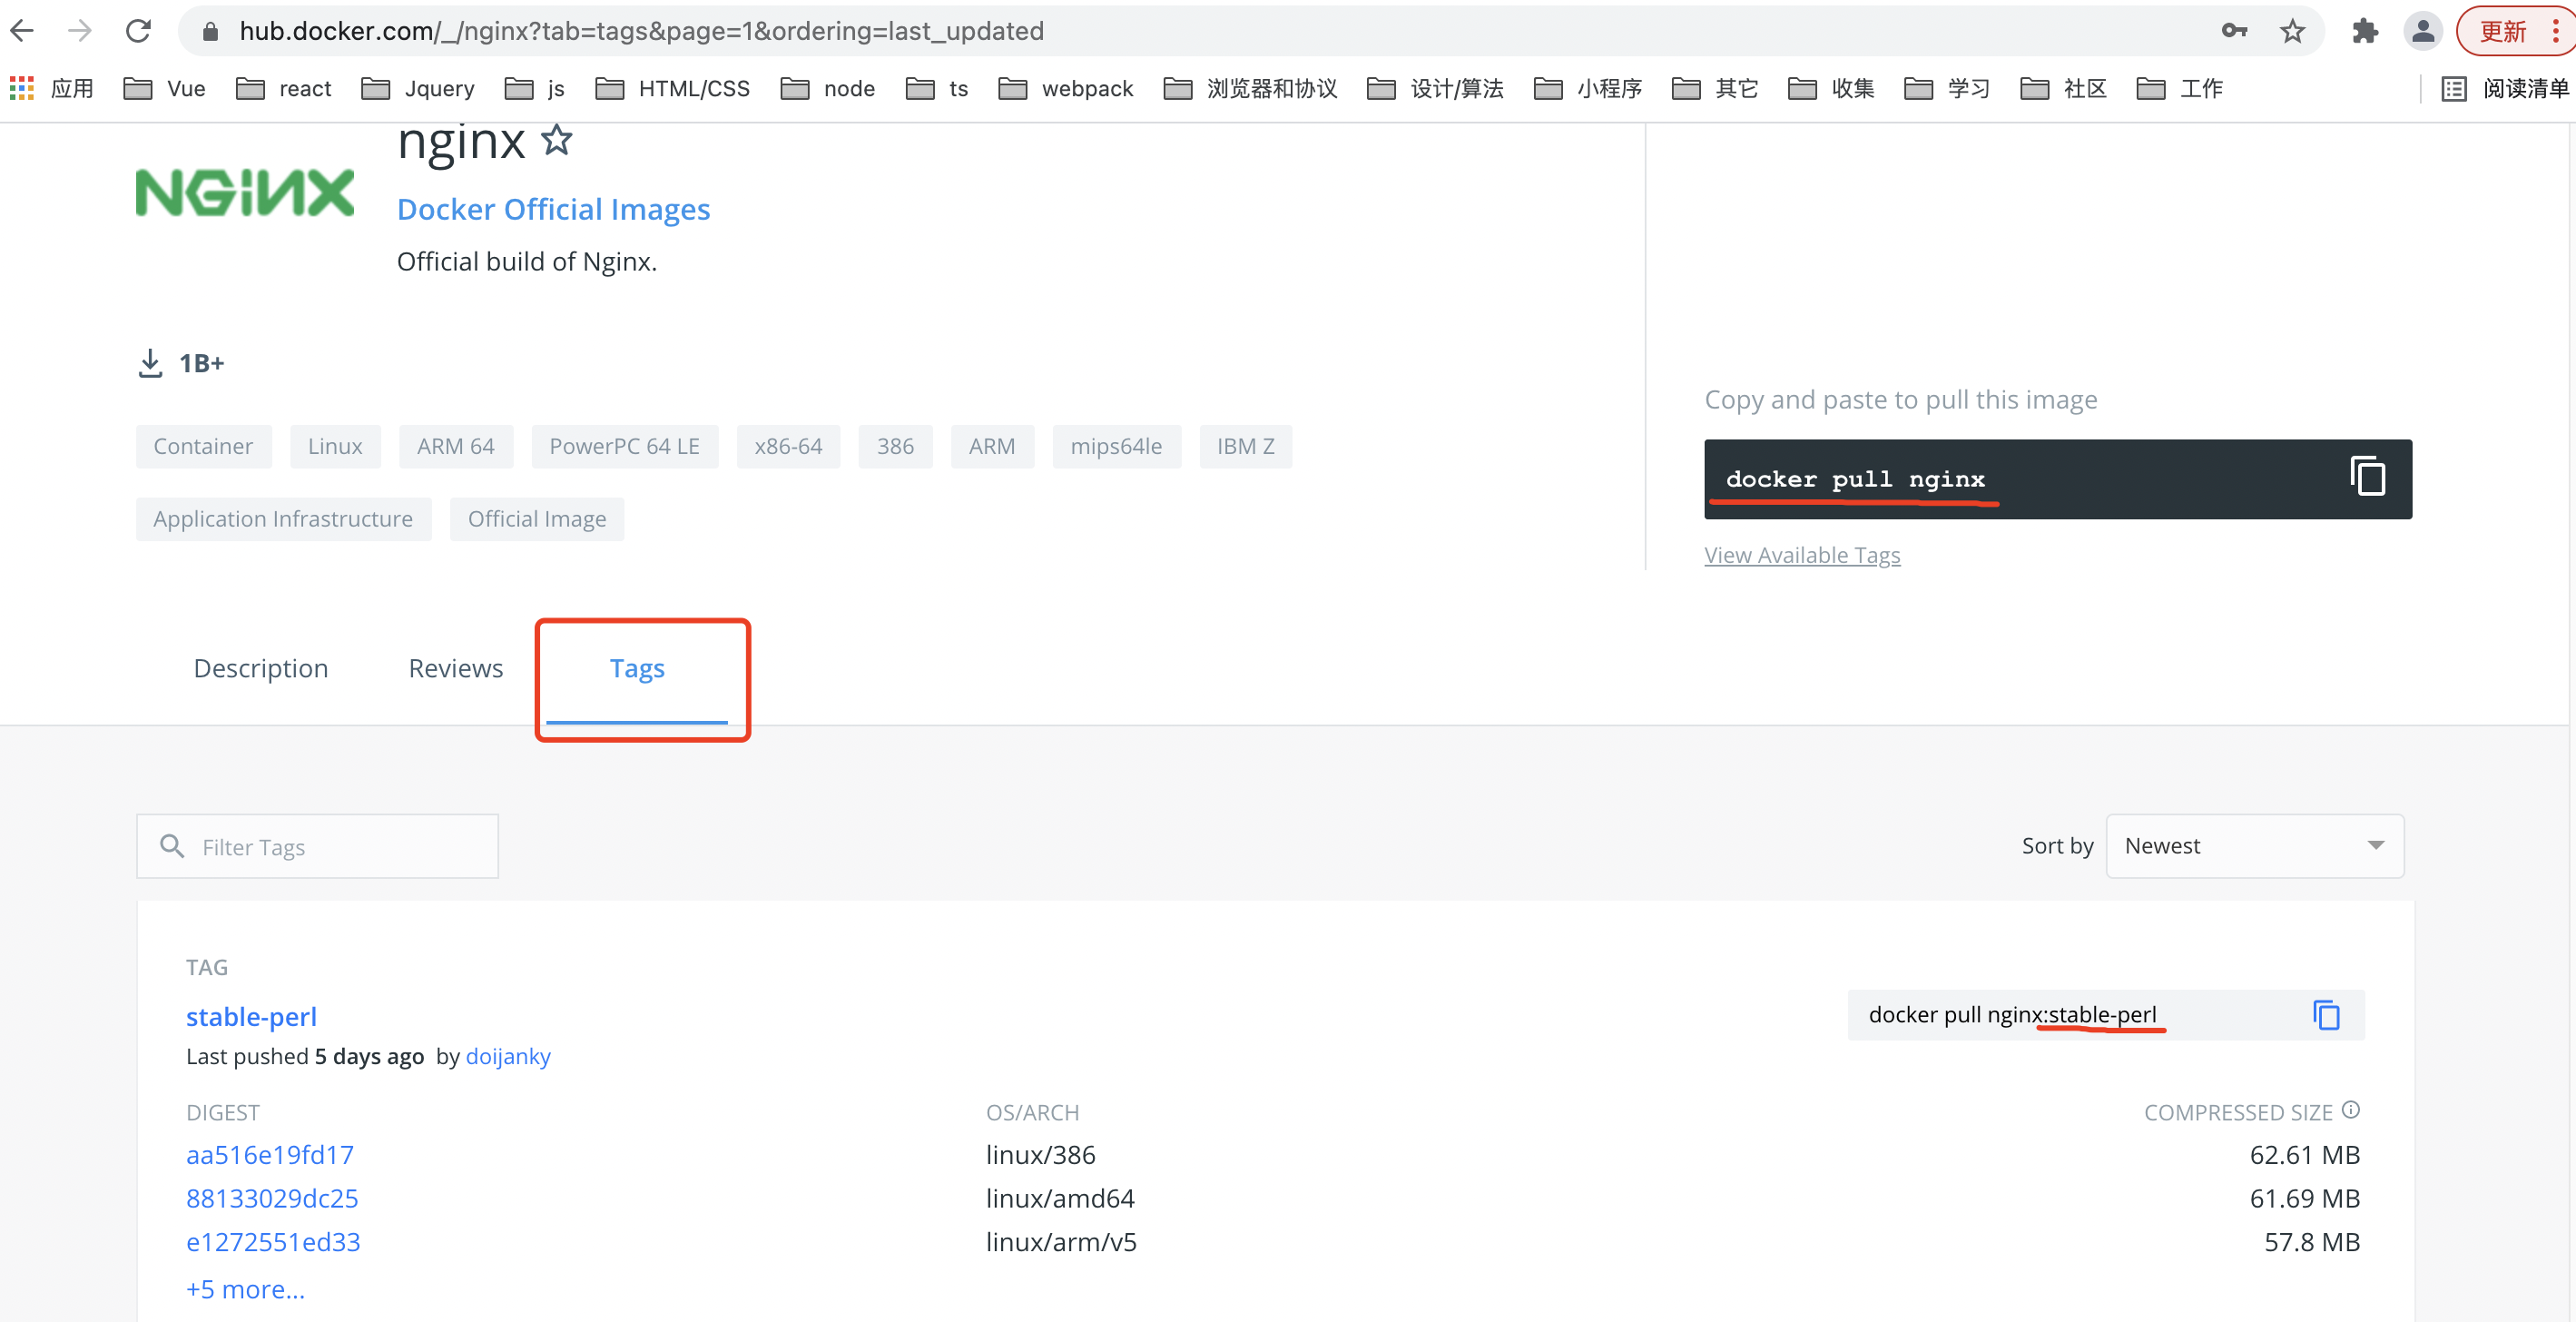 hub.docker.com/_/nginx?tab=tags&page=1&ordering=last_updated
更新
应用 Vue react Jquery js HTML/CSS node ts webpack 浏览器和协议 设计/算法 小程序 其它 收集 学习 社区 工作 阅读清单
nginx
NGINX
Docker Official Images
Official build of Nginx.
1B+
Container Linux ARM 64 PowerPC 64 LE x86-64 386 ARM mips64le IBM Z
Application Infrastructure Official Image
Copy and paste to pull this image
docker pull nginx
View Available Tags
Description Reviews Tags
Filter Tags
Sort by Newest
TAG
stable-perl
docker pull nginx:stable-perl
Last pushed 5 days ago by doijanky
DIGEST OS/ARCH COMPRESSED SIZE
aa516e19fd17 linux/386 62.61 MB
88133029dc25 linux/amd64 61.69 MB
e1272551ed33 linux/arm/v5 57.8 MB
+5 more...